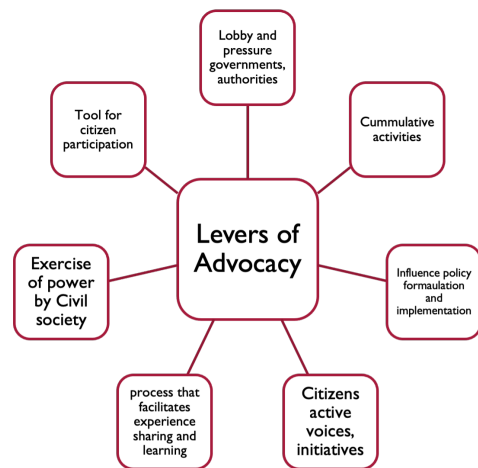 Lobby and
pressure
governments,
authorities
Tool for
citizen
participation
Cummulative
activities
Levers of
Advocacy
Exercise
of power
by Civil
society
Influence policy
formaulation
and
implementation
process that
facilitates
experience
sharing and
learning
Citizens
active
voices,
initiatives